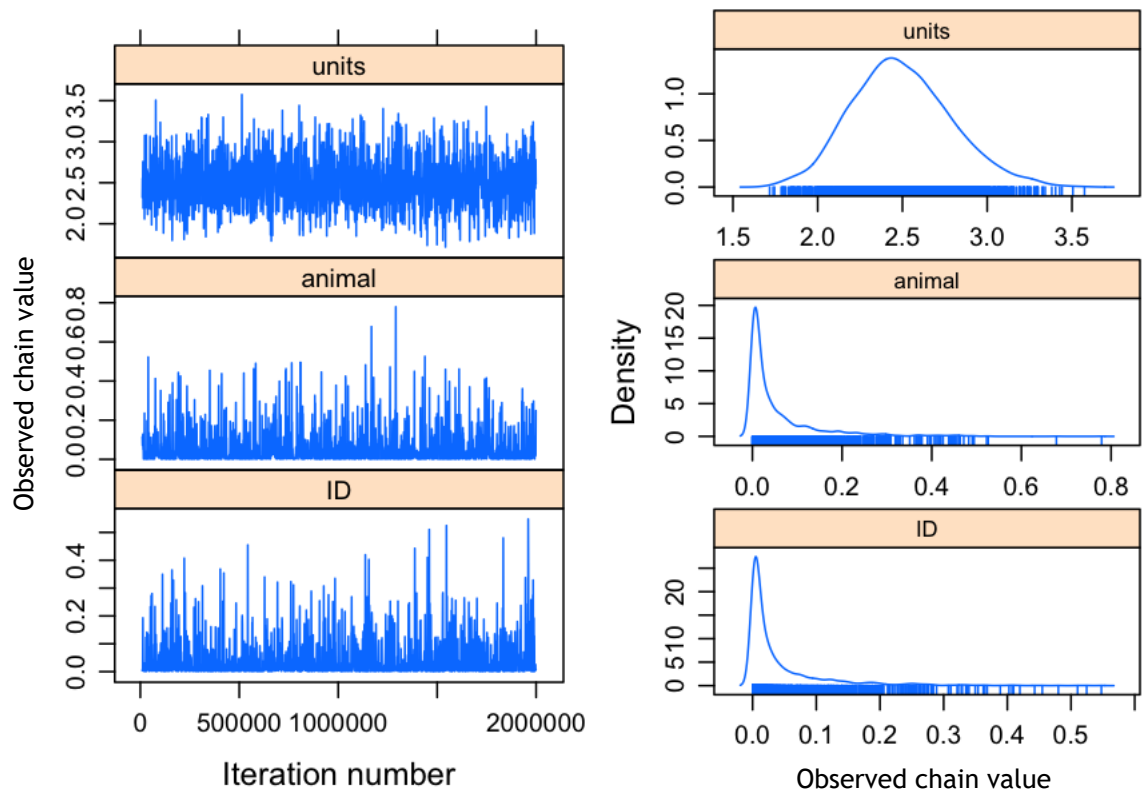 units
3.5
3.0
2.5
2.0
animal
0.8
0.6
0.4
0.2
0.0
ID
0.4
0.2
0.0
0 500000 1000000 2000000
Iteration number
Observed chain value
units
1.0
0.5
0.0
1.5 2.0 2.5 3.0 3.5
animal
20
15
10
5
0
0.0 0.2 0.4 0.6 0.8
ID
20
10
5
0
0.0 0.1 0.2 0.3 0.4 0.5
Density
Observed chain value